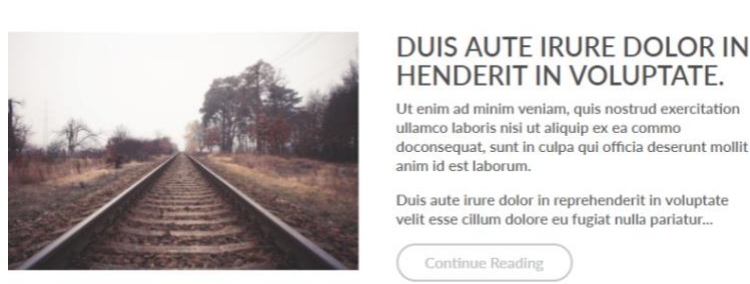 DUIS AUTE IRURE DOLOR IN
HENDERIT IN VOLUPTATE.
Ut enim ad minim veniam, quis nostrud exercitation
ullamco laboris nisi ut aliquip ex ea commo
doconsequat, sunt in culpa qui officia deserunt mollit
anim id est laborum.
Duis aute irure dolor in reprehenderit in voluptate
velit esse cillum dolore eu fugiat nulla pariatur...
Continue Reading